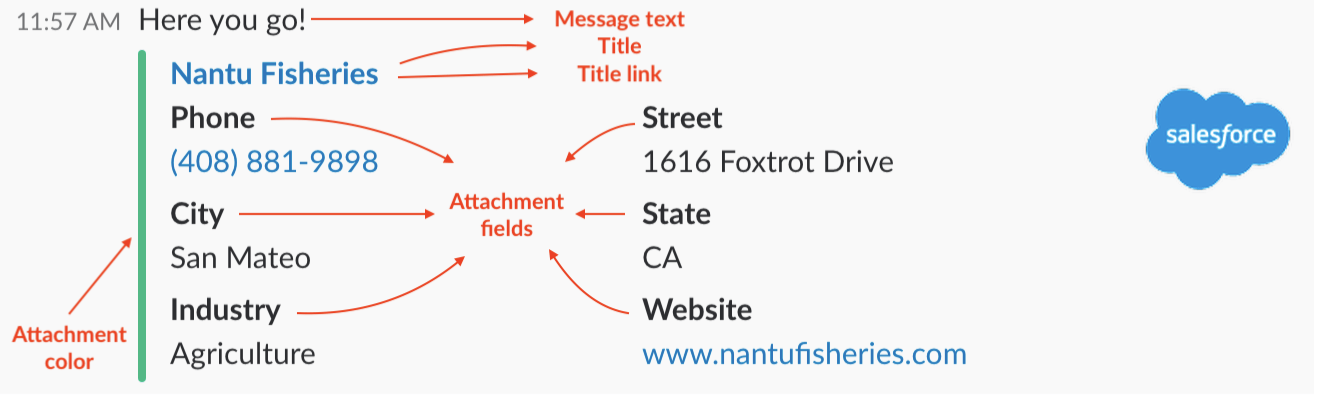 11:57 AM Here you go! Message text
Title
Nantu Fisheries Title link
Phone Street
(408) 881-9898 1616 Foxtrot Drive
salesforce
Attachment
fields
City State
San Mateo CA
Industry Website
Agriculture www.nantufisheries.com
Attachment
color